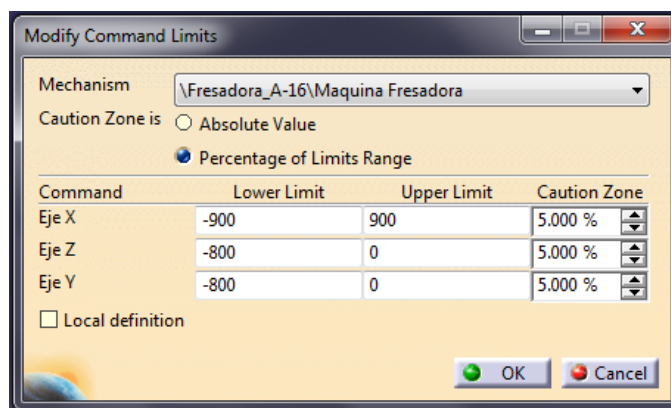 Modify Command Limits
Mechanism \Fresadora_A-16\Maquina Fresadora
Caution Zone is Absolute Value
Percentage of Limits Range
Command Lower Limit Upper Limit Caution Zone
Eje X -900 900 5.000 %
Eje Z -800 0 5.000 %
Eje Y -800 0 5.000 %
Local definition
OK Cancel